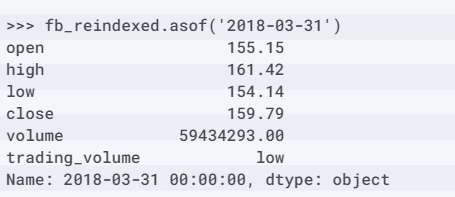 >>> fb_reindexed.asof('2018-03-31')
open                      155.15
high                      161.42
low                       154.14
close                     159.79
volume               59434293.00
trading_volume               low
Name: 2018-03-31 00:00:00, dtype: object